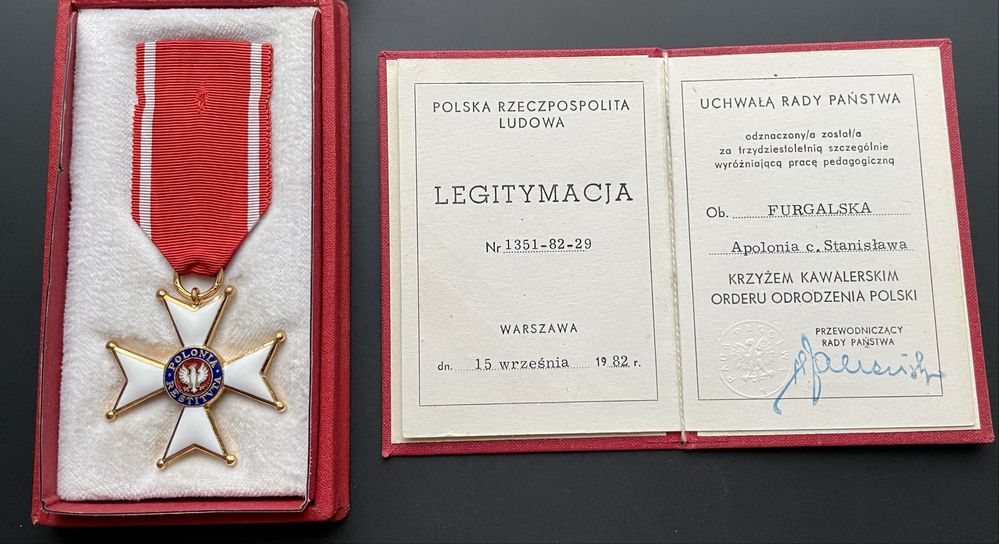 POLONIA
RESTITVTA
POLSKA RZECZPOSPOLITA
LUDOWA
LEGITYMACJA
Nr 1351-82-29
WARSZAWA
dn. 15 września 1982 r.
UCHWAŁĄ RADY PAŃSTWA
odznaczony/a został/a
za trzydziestoletnią szczególnie
wyróżniającą pracę pedagogiczną
Ob. FURGALSKA
Apolonia c. Stanisława
KRZYŻEM KAWALERSKIM
ORDERU ODRODZENIA POLSKI
PRZEWODNICZĄCY
RADY PAŃSTWA